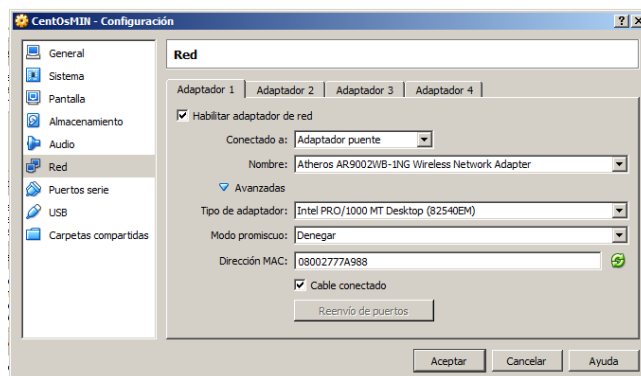 CentOsMIN - Configuración
General
Sistema
Pantalla
Almacenamiento
Audio
Red
Puertos serie
USB
Carpetas compartidas
Red
Adaptador 1 Adaptador 2 Adaptador 3 Adaptador 4
Habilitar adaptador de red
Conectado a: Adaptador puente
Nombre: Atheros AR9002WB-1NG Wireless Network Adapter
Avanzadas
Tipo de adaptador: Intel PRO/1000 MT Desktop (82540EM)
Modo promiscuo: Denegar
Dirección MAC: 08002777A988
Cable conectado
Reenvío de puertos
Aceptar Cancelar Ayuda